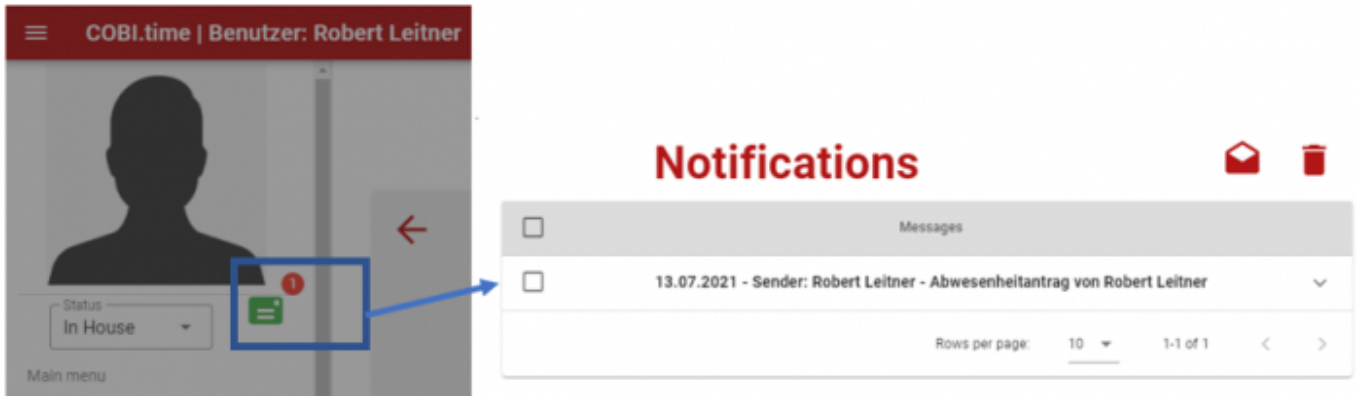 COBI.time | Benutzer: Robert Leitner
1
Status
In House
Main menu
Notifications
Messages
13.07.2021 - Sender: Robert Leitner - Abwesenheitantrag von Robert Leitner
Rows per page: 10 1-1 of 1